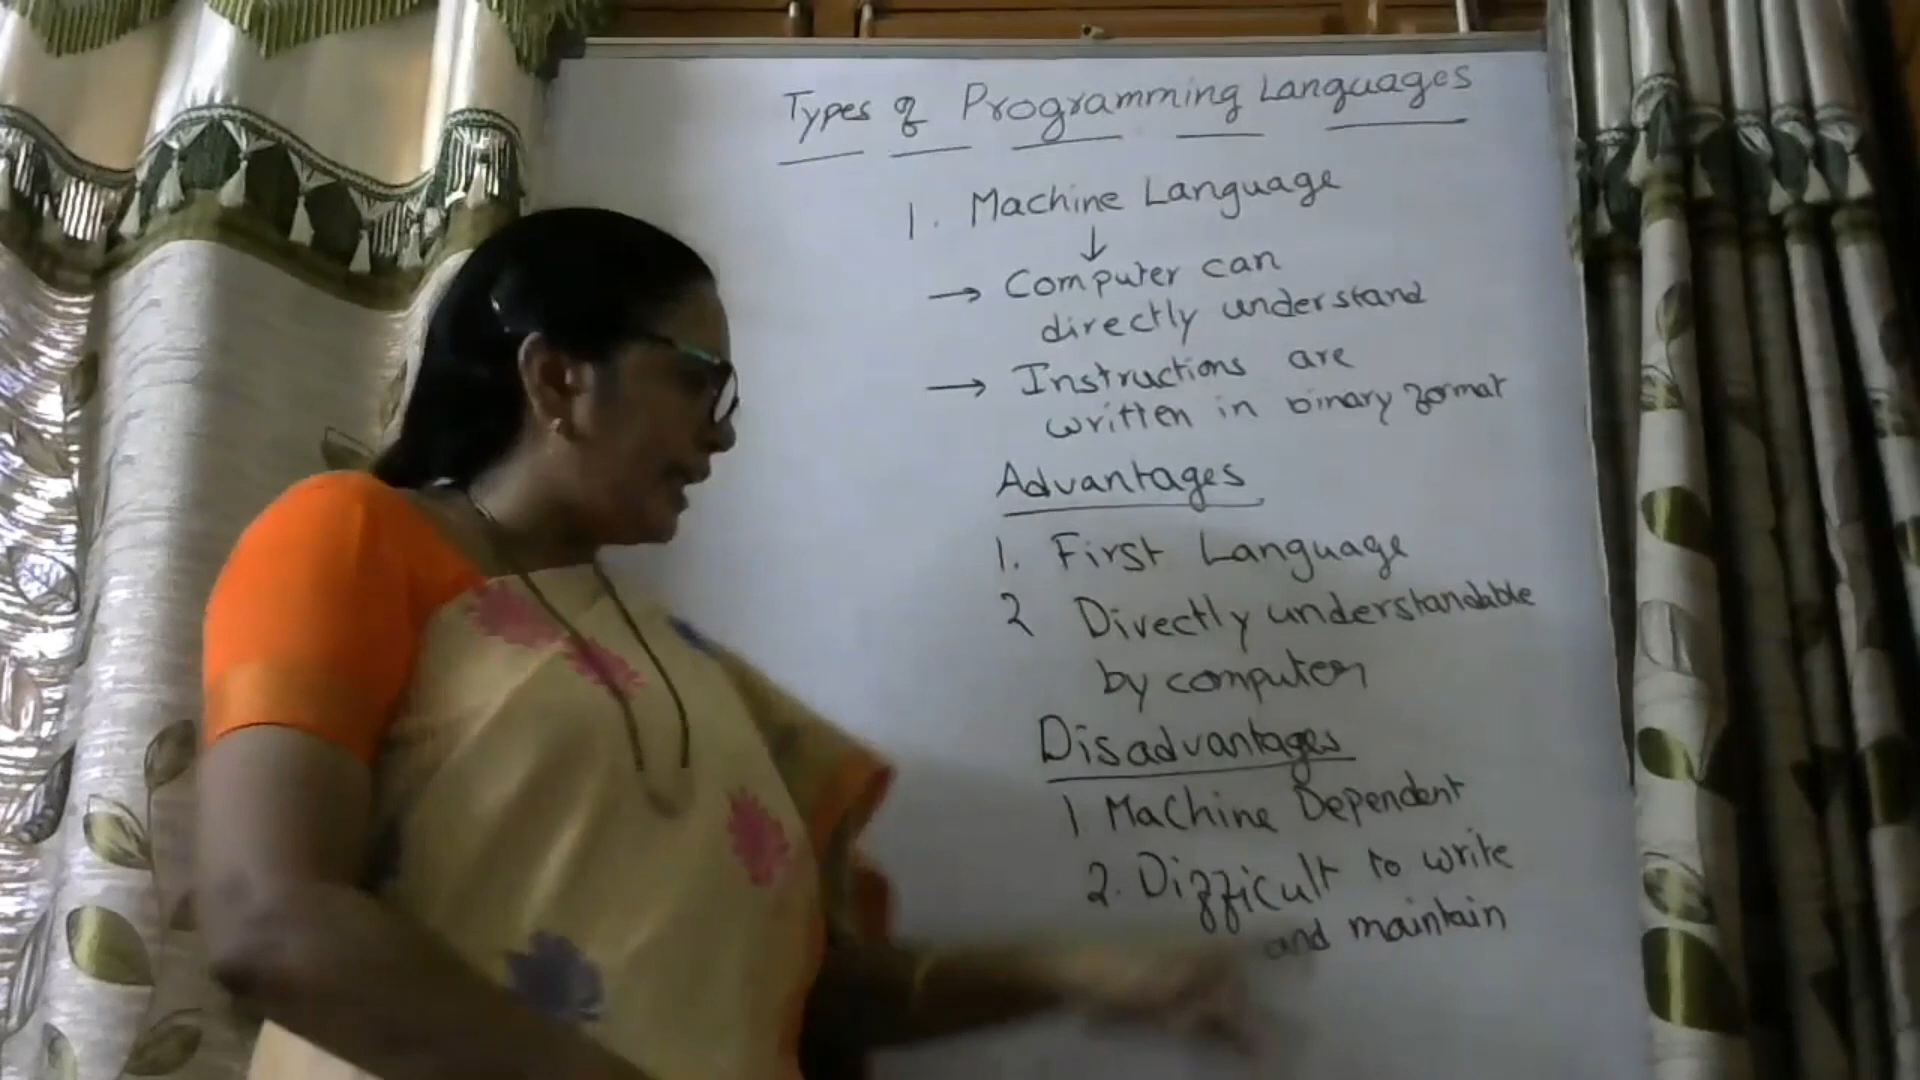 Types of Programming Languages
1. Machine Language
↓
→ Computer can
directly understand
→ Instructions are
written in binary format
Advantages
1. First Language
2 Directly understandable
by computer
Disadvantages
1 Machine Dependent
2. Difficult to write
and maintain